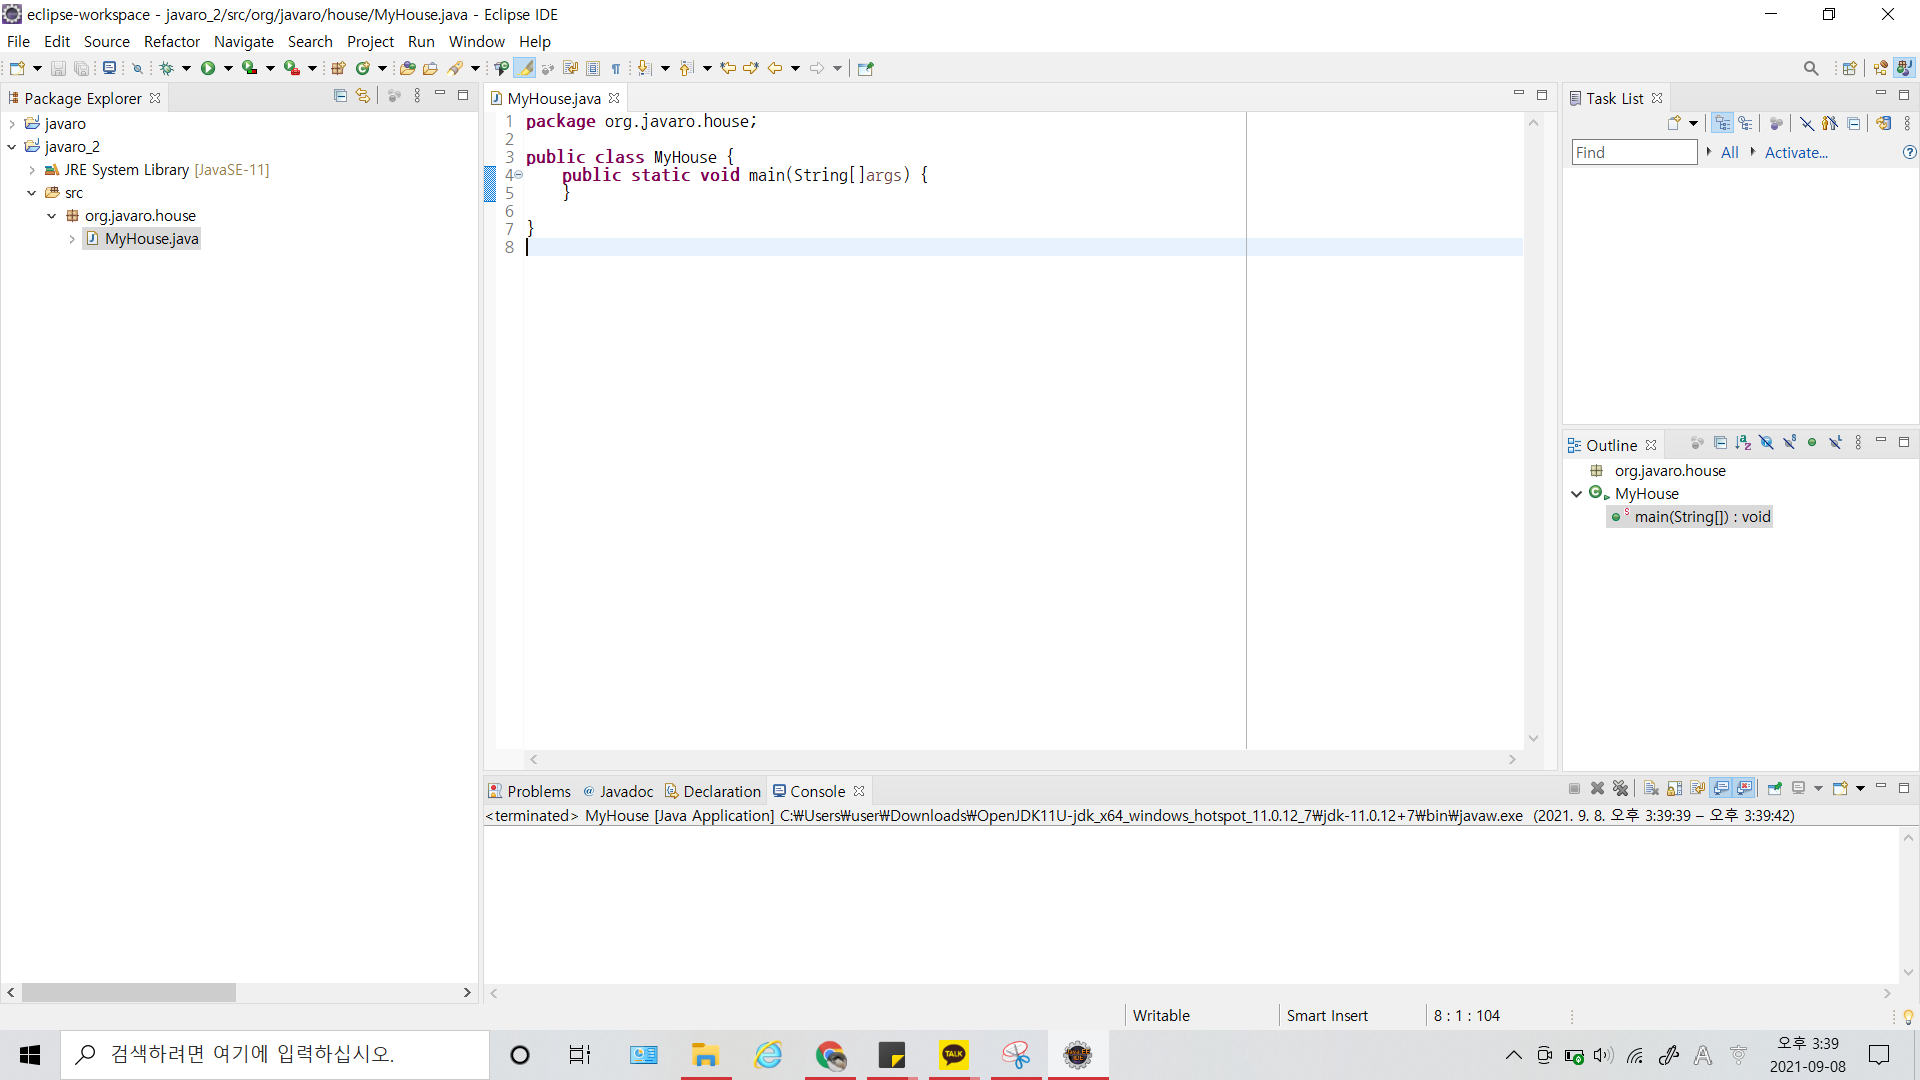 eclipse-workspace - javaro_2/src/org/javaro/house/MyHouse.java - Eclipse IDE
File Edit Source Refactor Navigate Search Project Run Window Help
Package Explorer
javaro
javaro_2
JRE System Library [JavaSE-11]
src
org.javaro.house
MyHouse.java
MyHouse.java
1 package org.javaro.house;
2
3 public class MyHouse {
4 public static void main(String[]args) {
5 }
6
7 }
8
Task List
Find All Activate...
Outline
org.javaro.house
MyHouse
main(String[]) : void
Problems Javadoc Declaration Console
<terminated> MyHouse [Java Application] C:₩Users₩user₩Downloads₩OpenJDK11U-jdk_x64_windows_hotspot_11.0.12_7₩jdk-11.0.12+7₩bin₩javaw.exe (2021. 9. 8. 오후 3:39:39 – 오후 3:39:42)
Writable Smart Insert 8 : 1 : 104
검색하려면 여기에 입력하십시오.
TALK
오후 3:39
2021-09-08